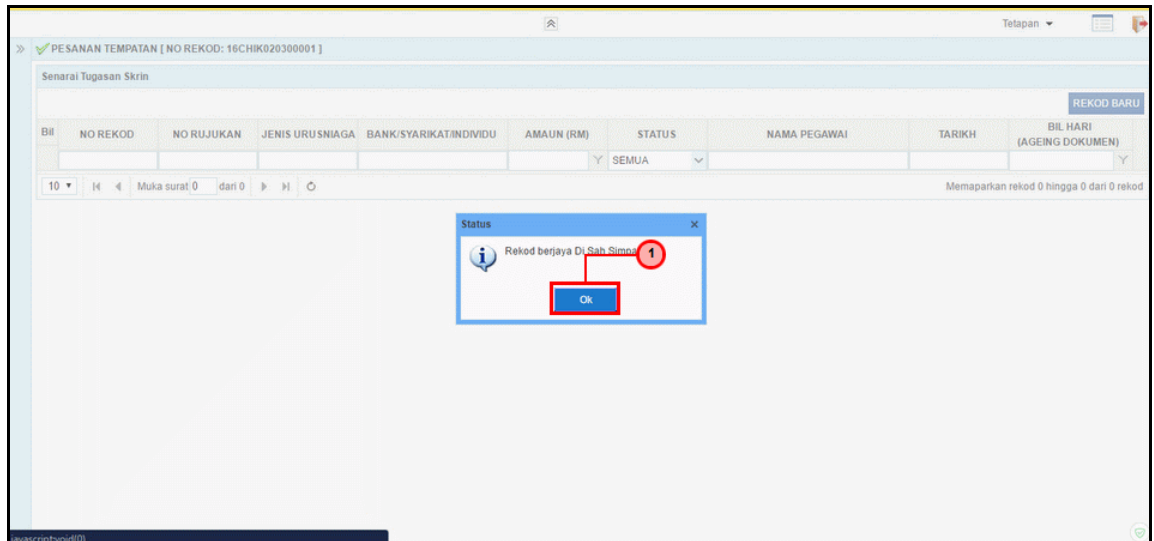 Tetapan
PESANAN TEMPATAN [ NO REKOD: 16CHIK020300001 ]
Senarai Tugasan Skrin
REKOD BARU
Bil NO REKOD NO RUJUKAN JENIS URUSNIAGA BANK/SYARIKAT/INDIVIDU AMAUN (RM) STATUS NAMA PEGAWAI TARIKH BIL HARI (AGEING DOKUMEN)
SEMUA
10 Muka surat 0 dari 0 Memaparkan rekod 0 hingga 0 dari 0 rekod
Status
Rekod berjaya Di Sah
1
Ok
javascript:void(0)